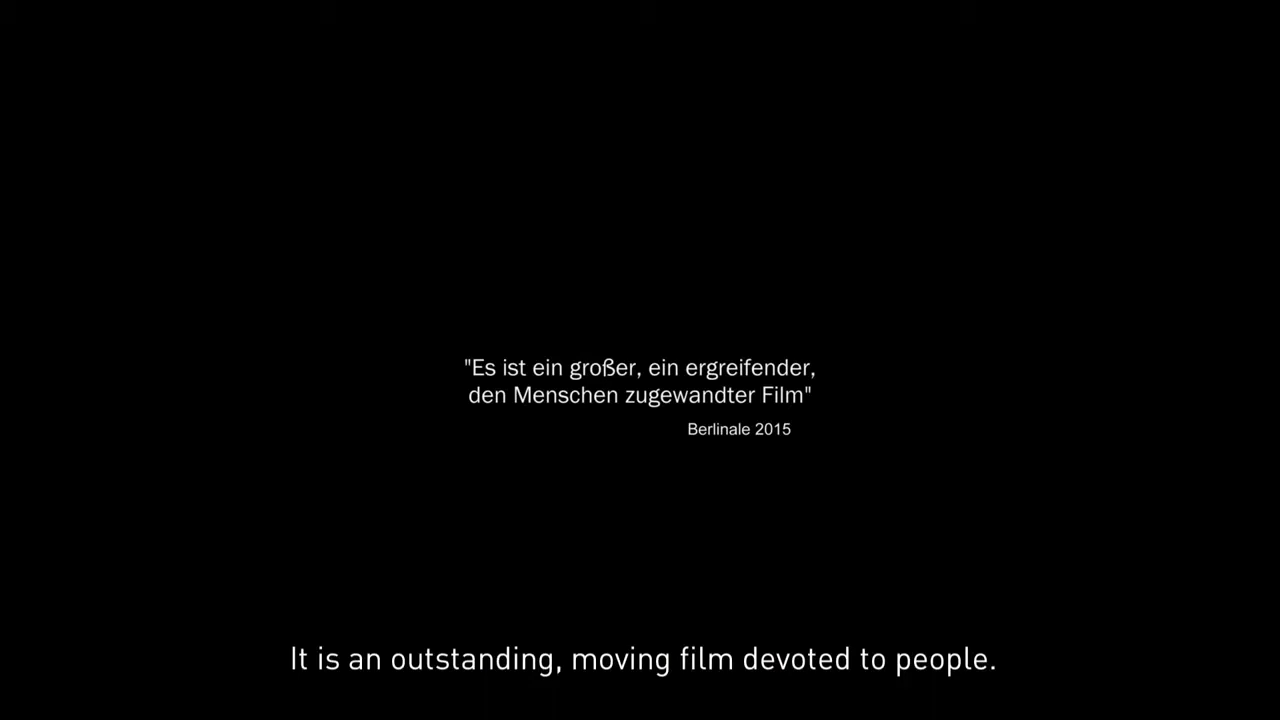 "Es ist ein großer, ein ergreifender,
den Menschen zugewandter Film"
Berlinale 2015
It is an outstanding, moving film devoted to people.